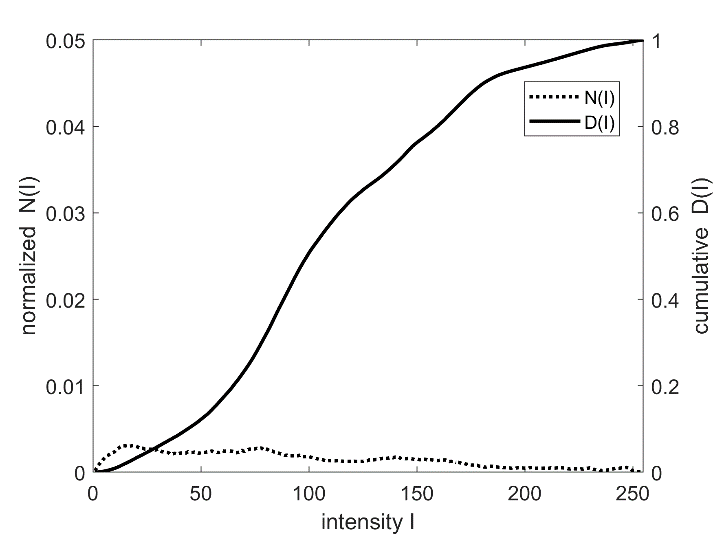 0.05
0.04
0.03
0.02
0.01
0
normalized N(I)
1
0.8
0.6
0.4
0.2
0
cumulative D(I)
N(I)
D(I)
0 50 100 150 200 250
intensity I